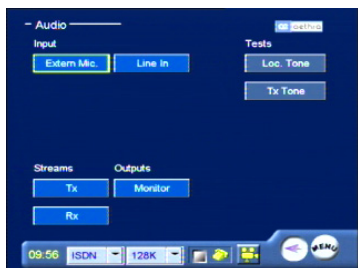 Audio
aethra
Input
Tests
Extern Mic.
Line In
Loc. Tone
Tx Tone
Streams
Outputs
Tx
Monitor
Rx
09:56
ISDN
128K
MENU